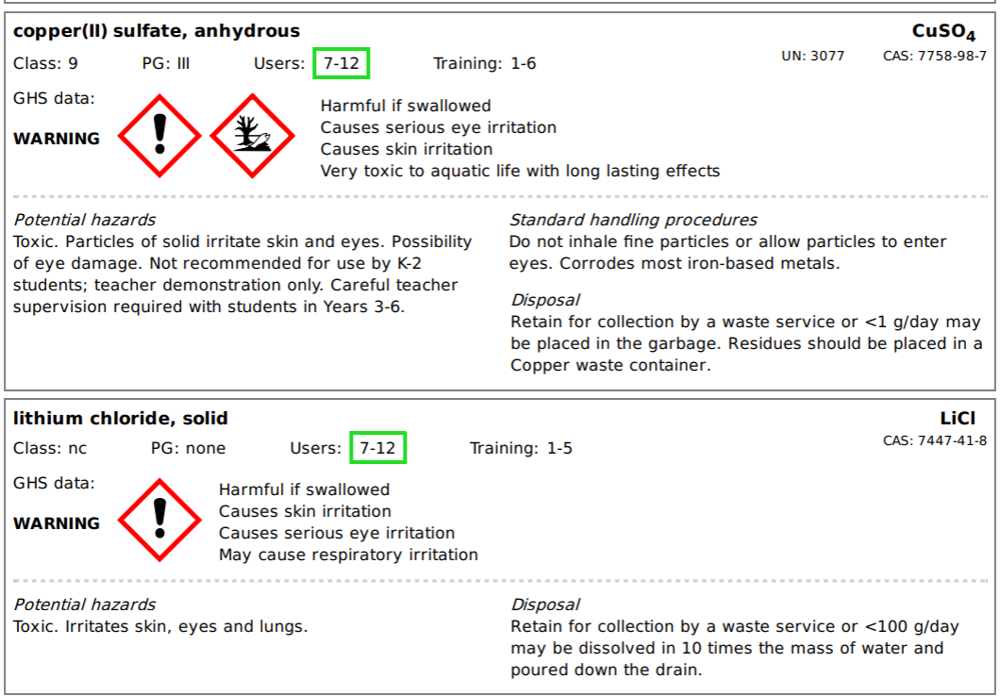 copper(II) sulfate, anhydrous
CuSO₄
Class: 9 PG: III Users: 7-12 Training: 1-6 UN: 3077 CAS: 7758-98-7
GHS data:
WARNING
Harmful if swallowed
Causes serious eye irritation
Causes skin irritation
Very toxic to aquatic life with long lasting effects
Potential hazards
Toxic. Particles of solid irritate skin and eyes. Possibility
of eye damage. Not recommended for use by K-2
students; teacher demonstration only. Careful teacher
supervision required with students in Years 3-6.
Standard handling procedures
Do not inhale fine particles or allow particles to enter
eyes. Corrodes most iron-based metals.
Disposal
Retain for collection by a waste service or <1 g/day may
be placed in the garbage. Residues should be placed in a
Copper waste container.
lithium chloride, solid
LiCl
Class: nc PG: none Users: 7-12 Training: 1-5 CAS: 7447-41-8
GHS data:
WARNING
Harmful if swallowed
Causes skin irritation
Causes serious eye irritation
May cause respiratory irritation
Potential hazards
Toxic. Irritates skin, eyes and lungs.
Disposal
Retain for collection by a waste service or <100 g/day
may be dissolved in 10 times the mass of water and
poured down the drain.